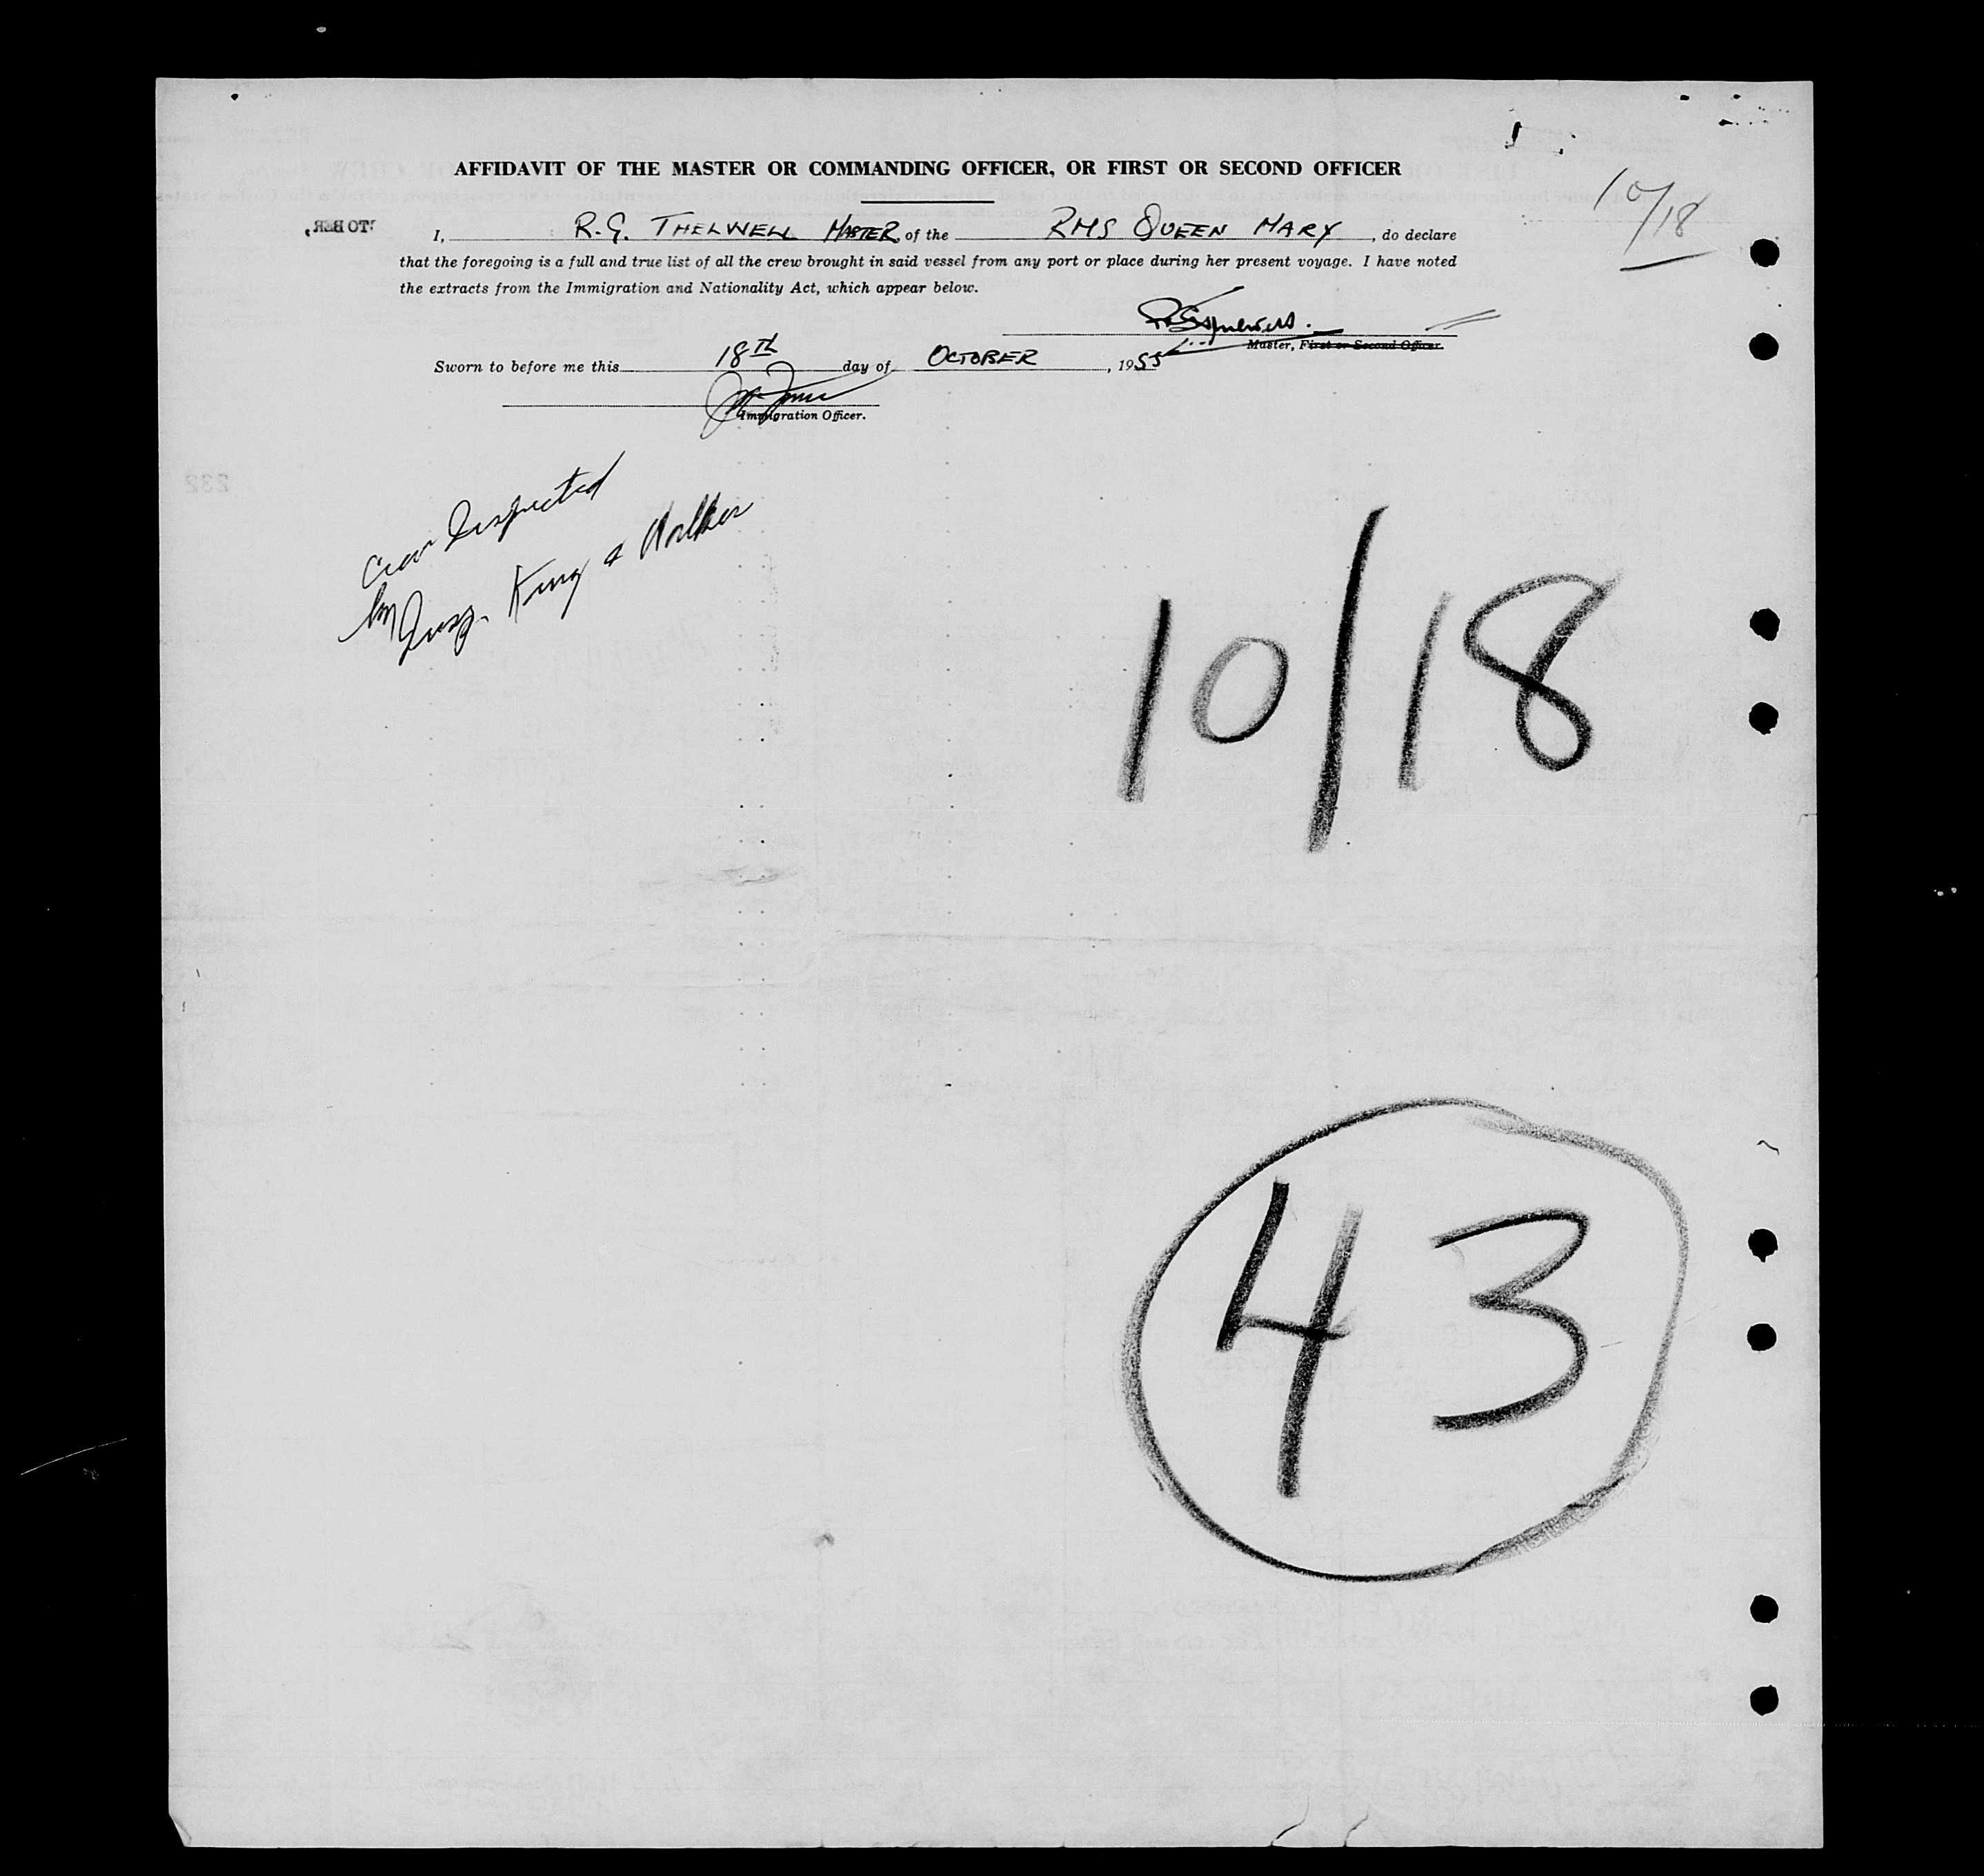 AFFIDAVIT OF THE MASTER OR COMMANDING OFFICER, OR FIRST OR SECOND OFFICER
10/18
I, R.G. THELWELL MASTER of the RMS QUEEN MARY, do declare
that the foregoing is a full and true list of all the crew brought in said vessel from any port or place during her present voyage. I have noted
the extracts from the Immigration and Nationality Act, which appear below.
Master, First or Second Officer.
Sworn to before me this 18TH day of OCTOBER, 1955
Immigration Officer.
232
Crew Inspected
by Insp. King & Walker
10/18
43